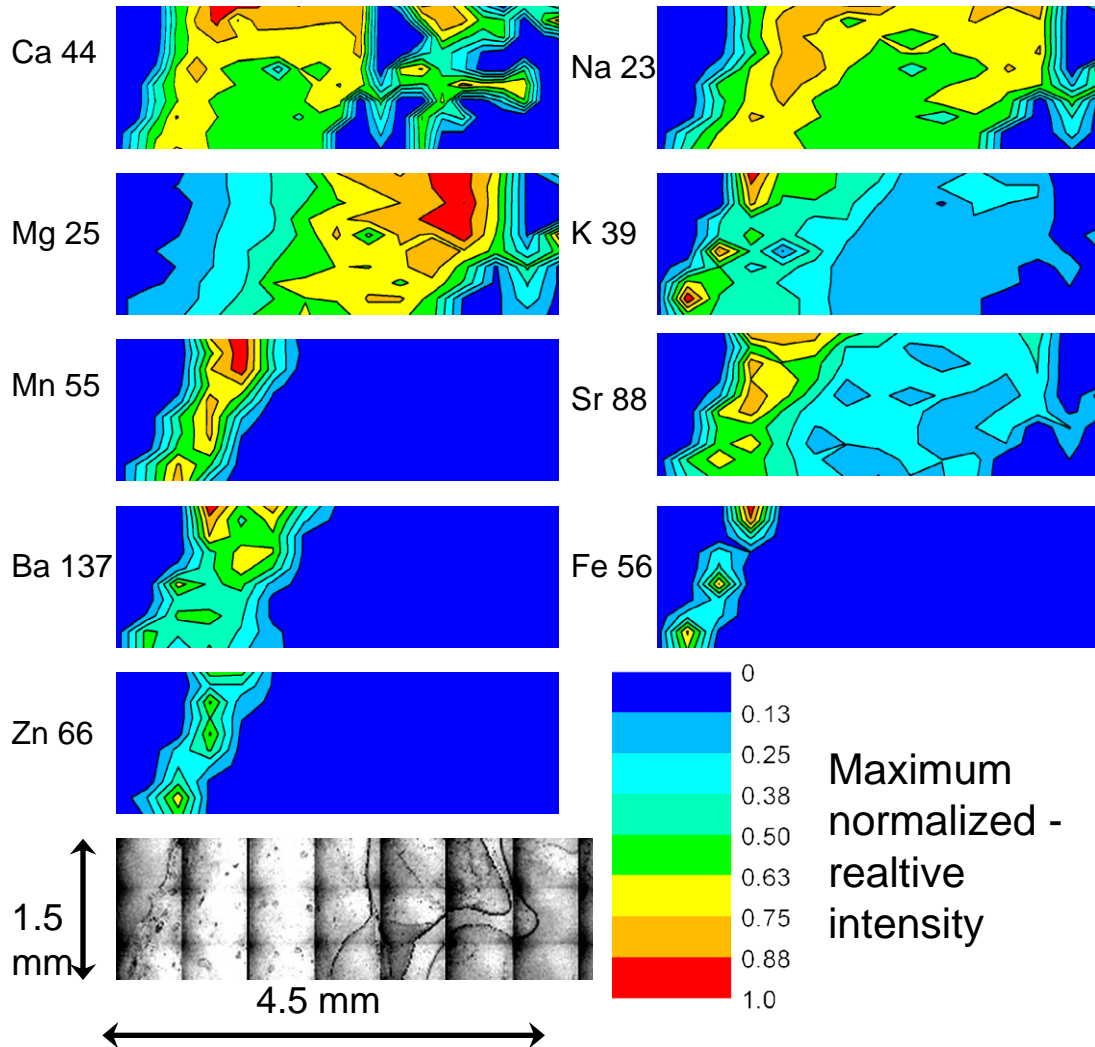 Ca 44
Na 23
Mg 25
K 39
Mn 55
Sr 88
Ba 137
Fe 56
Zn 66
0
0.13
0.25
0.38
0.50
0.63
0.75
0.88
1.0
Maximum
normalized -
realtive
intensity
1.5
mm
4.5 mm